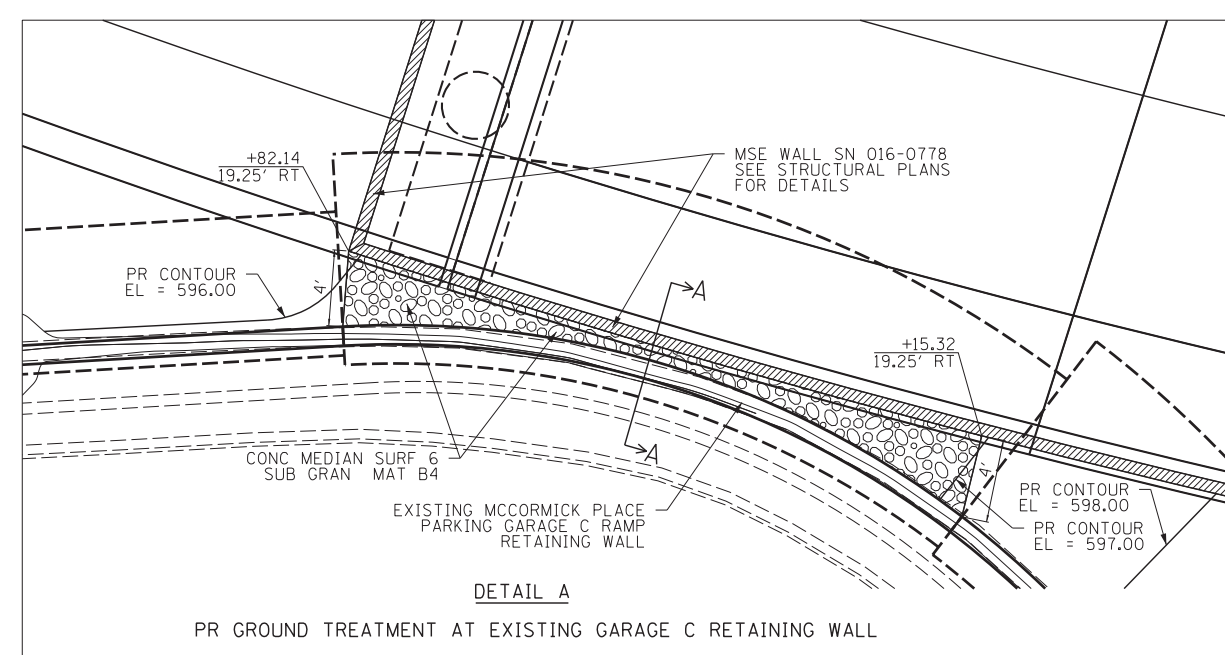 +82.14
19.25' RT
MSE WALL SN 016-0778
SEE STRUCTURAL PLANS
FOR DETAILS
PR CONTOUR
EL = 596.00
4'
A
+15.32
19.25' RT
A
CONC MEDIAN SURF 6
SUB GRAN MAT B4
EXISTING MCCORMICK PLACE
PARKING GARAGE C RAMP
RETAINING WALL
4'
PR CONTOUR
EL = 598.00
PR CONTOUR
EL = 597.00
DETAIL A
PR GROUND TREATMENT AT EXISTING GARAGE C RETAINING WALL